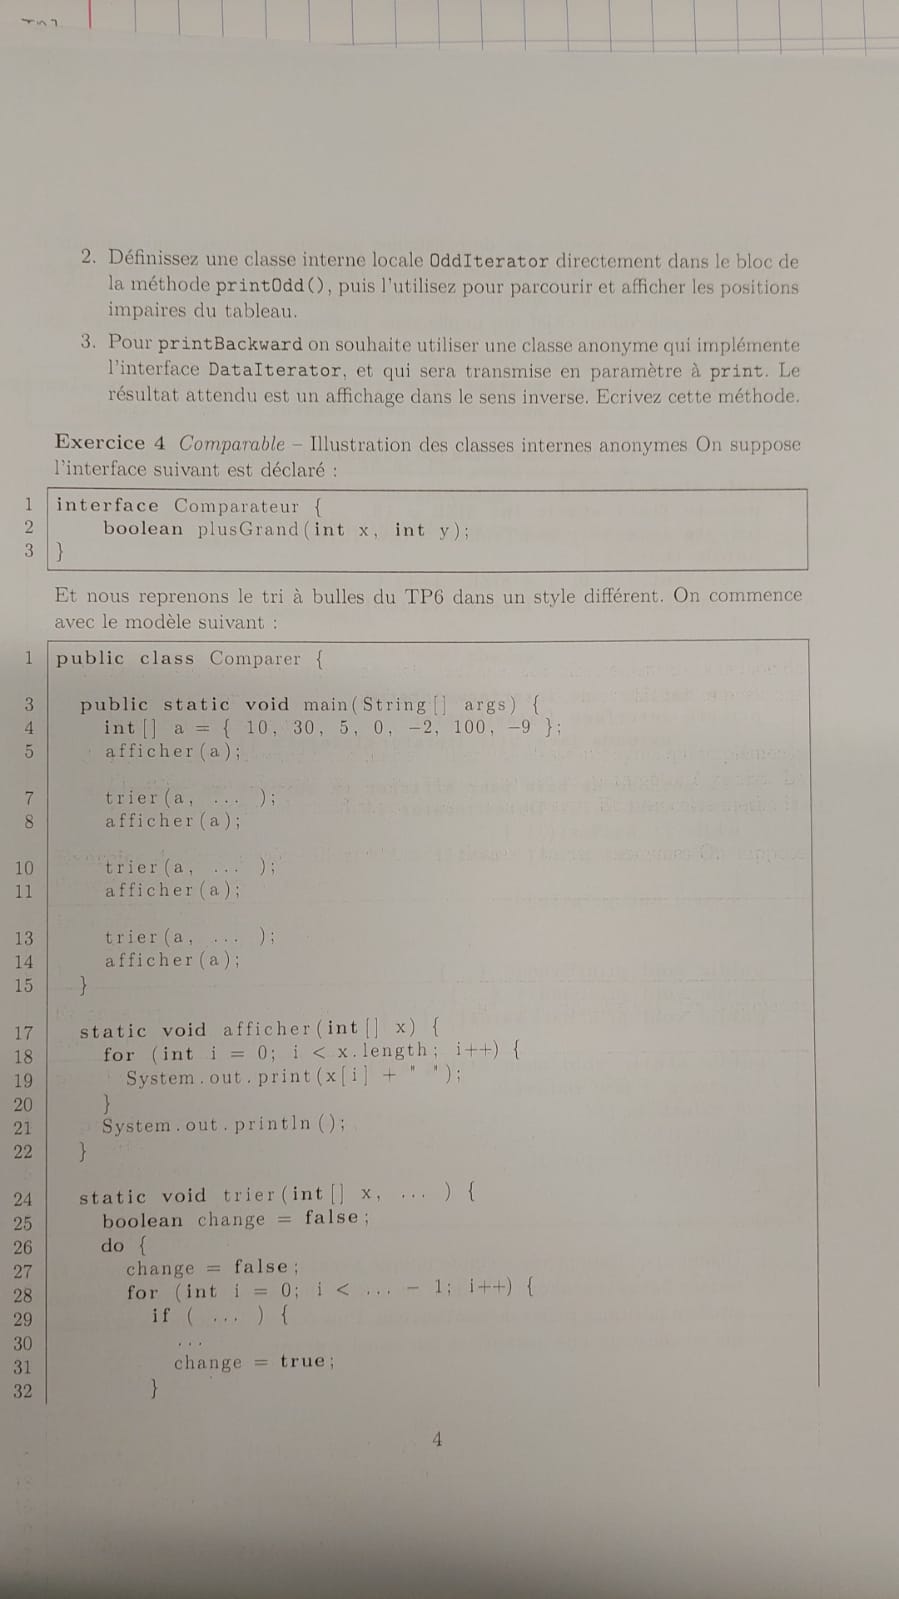 2. Définissez une classe interne locale OddIterator directement dans le bloc de
la méthode printOdd(), puis l'utilisez pour parcourir et afficher les positions
impaires du tableau.
3. Pour printBackward on souhaite utiliser une classe anonyme qui implémente
l'interface DataIterator, et qui sera transmise en paramètre à print. Le
résultat attendu est un affichage dans le sens inverse. Ecrivez cette méthode.
Exercice 4 Comparable – Illustration des classes internes anonymes On suppose
l'interface suivant est déclaré :
1 interface Comparateur {
2 boolean plusGrand(int x, int y);
3 }
Et nous reprenons le tri à bulles du TP6 dans un style différent. On commence
avec le modèle suivant :
1 public class Comparer {
3 public static void main(String[] args) {
4 int[] a = { 10, 30, 5, 0, −2, 100, −9 };
5 afficher(a);
7 trier(a, ... );
8 afficher(a);
10 trier(a, ... );
11 afficher(a);
13 trier(a, ... );
14 afficher(a);
15 }
17 static void afficher(int[] x) {
18 for (int i = 0; i < x.length; i++) {
19 System.out.print(x[i] + " ");
20 }
21 System.out.println();
22 }
24 static void trier(int[] x, ... ) {
25 boolean change = false;
26 do {
27 change = false;
28 for (int i = 0; i < ... − 1; i++) {
29 if ( ... ) {
30 ...
31 change = true;
32 }
4